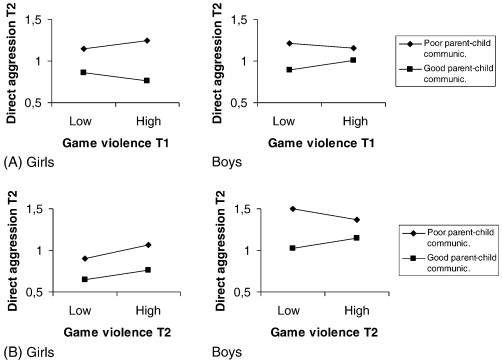 Direct aggression T2
1,5
1
0,5
Low High
Game violence T1
(A) Girls
Direct aggression T2
1,5
1
0,5
Low High
Game violence T1
Boys
Poor parent-child
communic.
Good parent-child
communic.
Direct aggression T2
1,5
1
0,5
Low High
Game violence T2
(B) Girls
Direct aggression T2
1,5
1
0,5
Low High
Game violence T2
Boys
Poor parent-child
communic.
Good parent-child
communic.